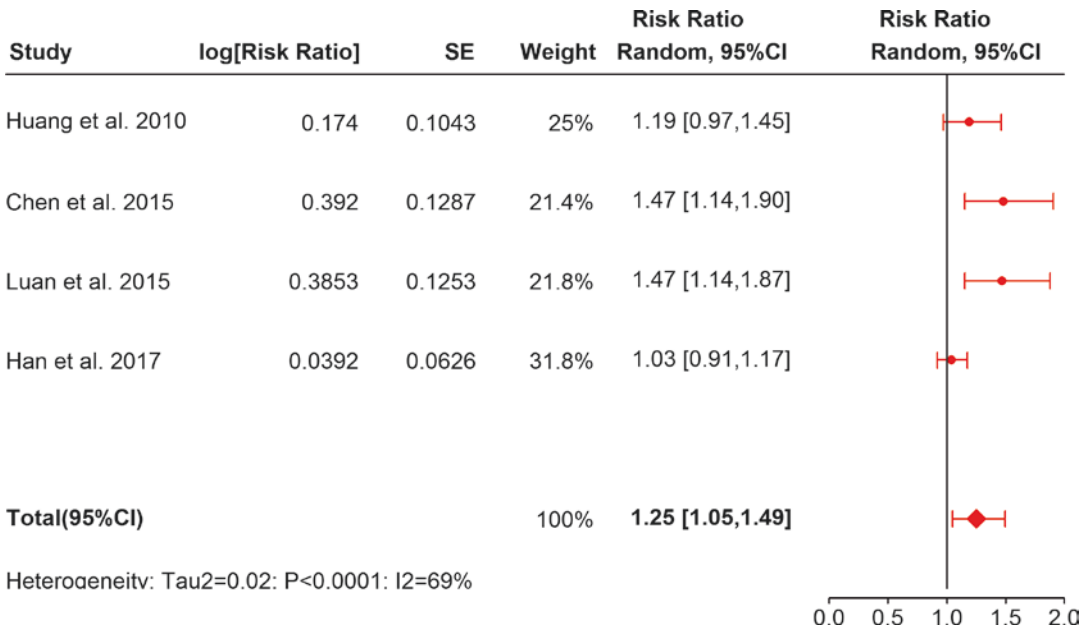 Risk Ratio Risk Ratio
Study log[Risk Ratio] SE Weight Random, 95%CI Random, 95%CI
Huang et al. 2010 0.174 0.1043 25% 1.19 [0.97,1.45]
Chen et al. 2015 0.392 0.1287 21.4% 1.47 [1.14,1.90]
Luan et al. 2015 0.3853 0.1253 21.8% 1.47 [1.14,1.87]
Han et al. 2017 0.0392 0.0626 31.8% 1.03 [0.91,1.17]
Total(95%CI) 100% 1.25 [1.05,1.49]
Heterogeneity: Tau2=0.02: P<0.0001: I2=69%
0.0 0.5 1.0 1.5 2.0